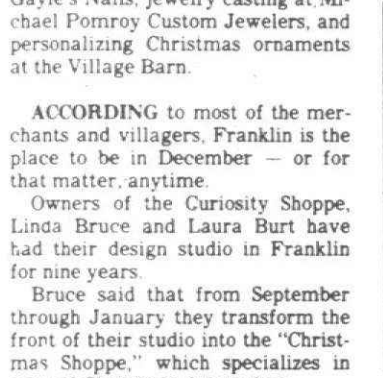 Gayle's Nails, jewelry casting at Mi-
chael Pomroy Custom Jewelers, and
personalizing Christmas ornaments
at the Village Barn.
ACCORDING to most of the mer-
chants and villagers, Franklin is the
place to be in December — or for
that matter, anytime.
Owners of the Curiosity Shoppe,
Linda Bruce and Laura Burt have
had their design studio in Franklin
for nine years.
Bruce said that from September
through January they transform the
front of their studio into the "Christ-
mas Shoppe," which specializes in